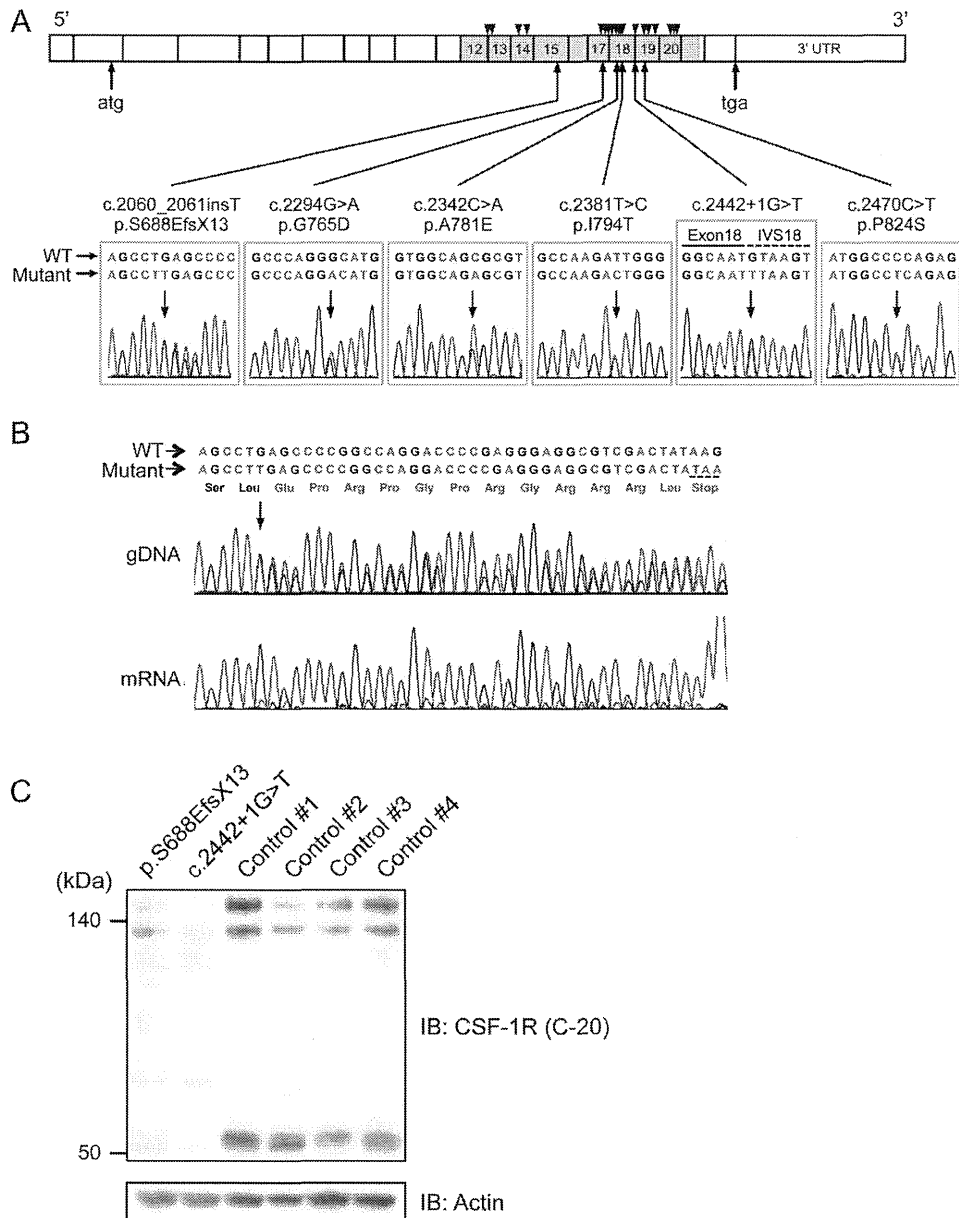 A
5'
3'
12 13 14 15 17 18 19 20 3' UTR
atg
tga
c.2060_2061insT
p.S688EfsX13
c.2294G>A
p.G765D
c.2342C>A
p.A781E
c.2381T>C
p.I794T
c.2442+1G>T
c.2470C>T
p.P824S
Exon18 IVS18
WT AGCCTGAGCCCC GCCCAGGGCATG GTGGCAGCGCGT GCCAAGATTGGG GGCAATGTAAGT ATGGCCCCAGAG
Mutant AGCCTTGAGCCC GCCCAGGACATG GTGGCAGAGCGT GCCAAGACTGGG GGCAATTTAAGT ATGGCCTCAGAG
B
WT AGCCTGAGCCCCGGCCAGGACCCCGAGGGAGGCGTCGACTATAAG
Mutant AGCCTTGAGCCCCGGCCAGGACCCCGAGGGAGGCGTCGACTATAA
Ser Leu Glu Pro Arg Pro Gly Pro Arg Gly Arg Arg Arg Leu Stop
gDNA
mRNA
C
p.S688EfsX13
c.2442+1G>T
Control #1
Control #2
Control #3
Control #4
(kDa)
140
50
IB: CSF-1R (C-20)
IB: Actin